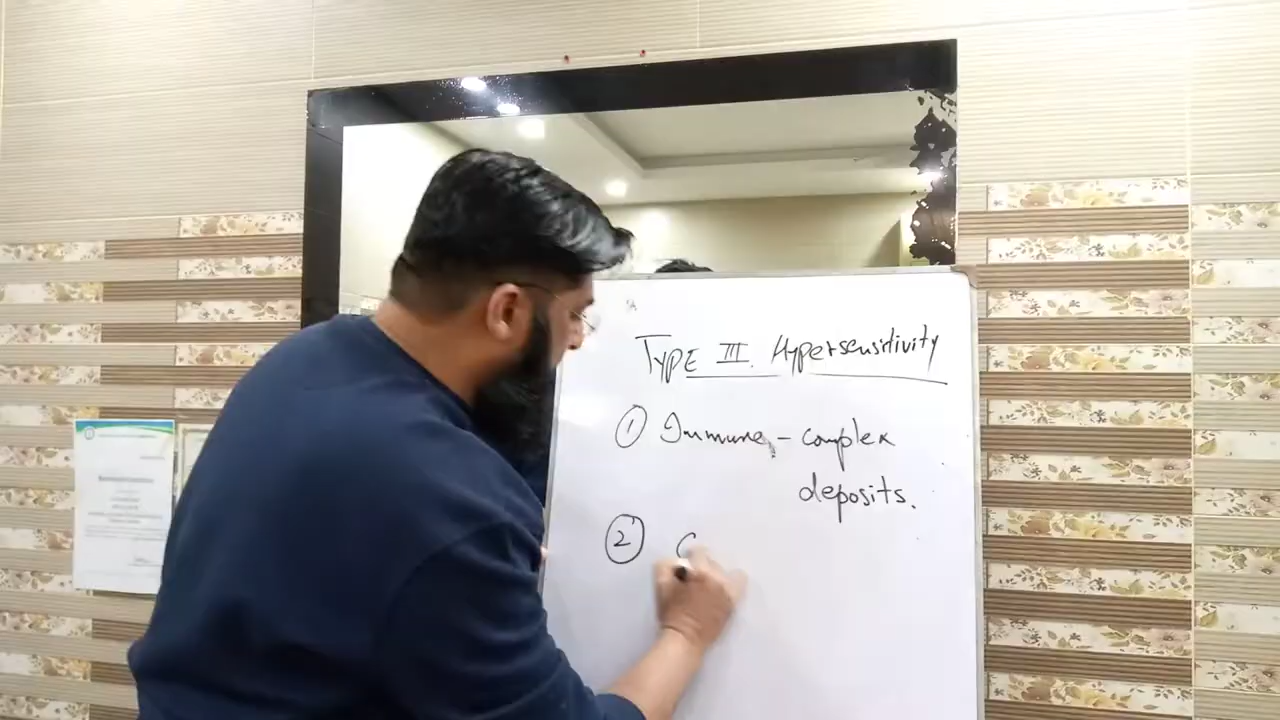 TYPE III. Hypersensitivity
① Immune - complex
deposits.
② C